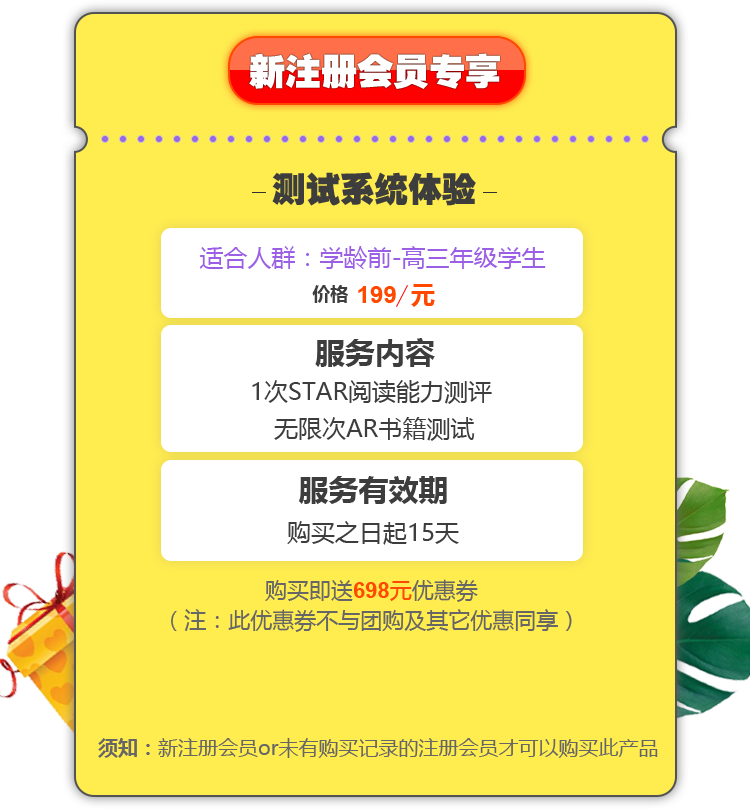 新注册会员专享
测试系统体验
适合人群：学龄前-高三年级学生
价格 199/元
服务内容
1次STAR阅读能力测评
无限次AR书籍测试
服务有效期
购买之日起15天
购买即送698元优惠券
（注：此优惠券不与团购及其它优惠同享）
须知：新注册会员or未有购买记录的注册会员才可以购买此产品